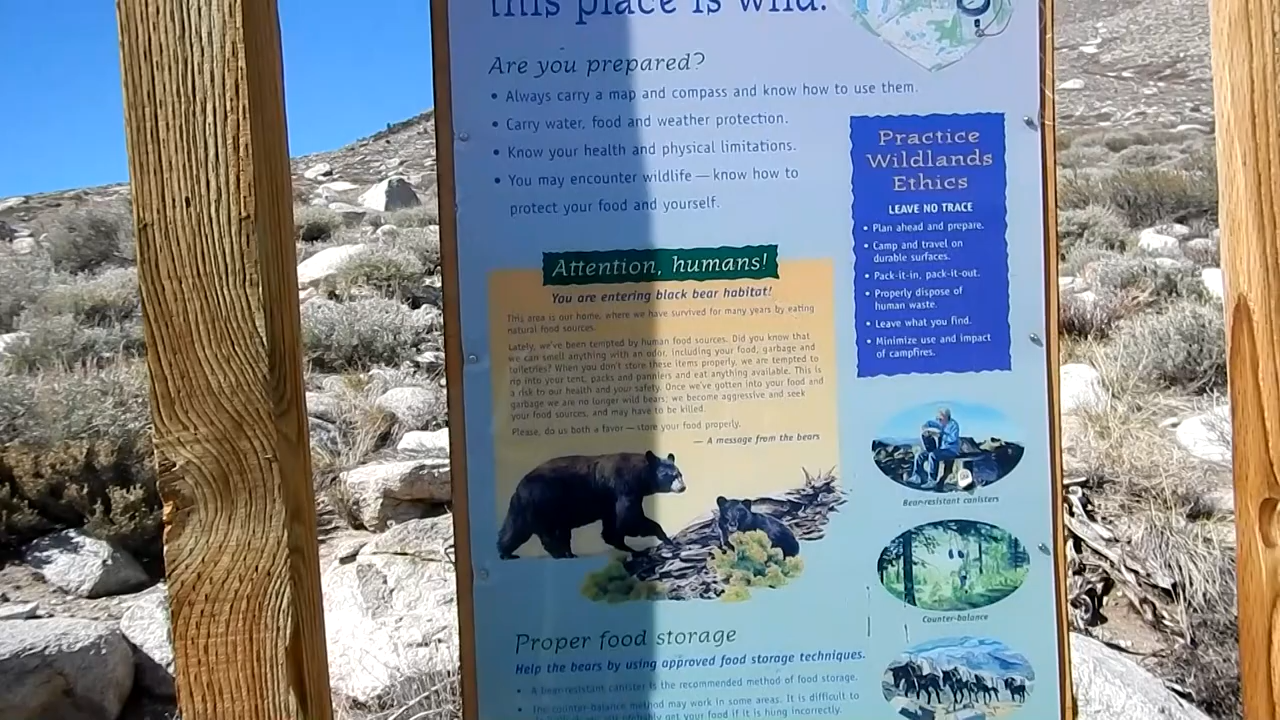 this place is wild.
Are you prepared?
• Always carry a map and compass and know how to use them.
• Carry water, food and weather protection.
• Know your health and physical limitations.
• You may encounter wildlife — know how to
protect your food and yourself.
Practice
Wildlands
Ethics
LEAVE NO TRACE
• Plan ahead and prepare.
• Camp and travel on
durable surfaces.
• Pack-it-in, pack-it-out.
• Properly dispose of
human waste.
• Leave what you find.
• Minimize use and impact
of campfires.
Attention, humans!
You are entering black bear habitat!
This area is our home, where we have survived for many years by eating
natural food sources.
Lately, we've been tempted by human food sources. Did you know that
we can smell anything with an odor, including your food, garbage and
toiletries? When you don't store these items properly, we are tempted to
rip into your tent, packs and panniers and eat anything available. This is
a risk to our health and your safety. Once we've gotten into your food and
garbage we are no longer wild bears; we become aggressive and seek
your food sources, and may have to be killed.
Please, do us both a favor — store your food properly.
— A message from the bears
Bear-resistant canisters
Counter-balance
Proper food storage
Help the bears by using approved food storage techniques.
• A bear-resistant canister is the recommended method of food storage.
• The counter-balance method may work in some areas. It is difficult to
probably get your food if it is hung incorrectly.